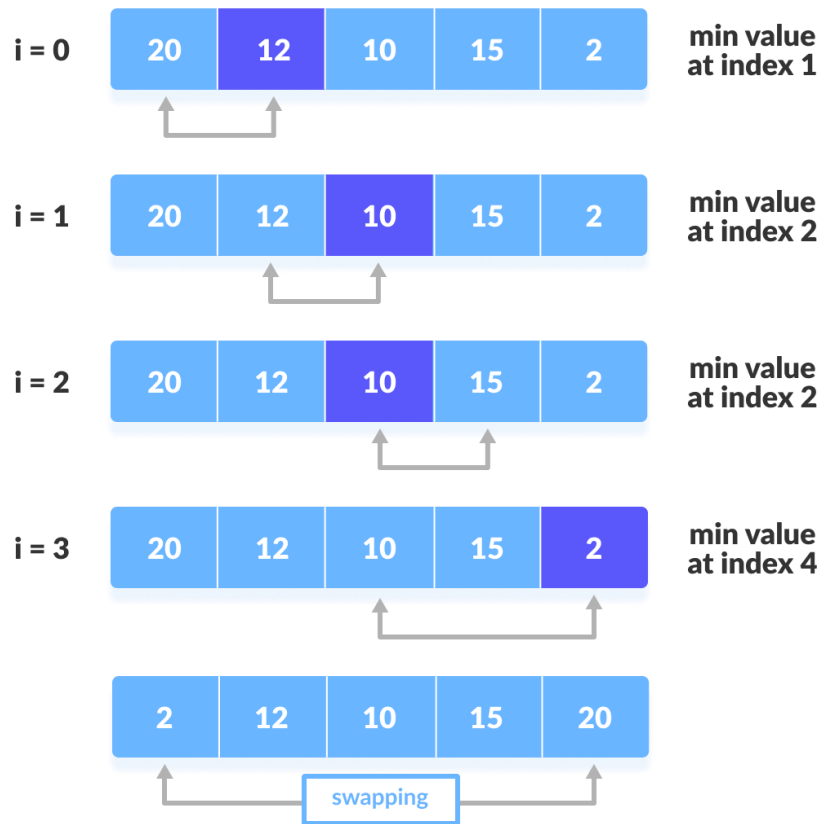 i = 0 20 12 10 15 2 min value
at index 1
i = 1 20 12 10 15 2 min value
at index 2
i = 2 20 12 10 15 2 min value
at index 2
i = 3 20 12 10 15 2 min value
at index 4
2 12 10 15 20
swapping